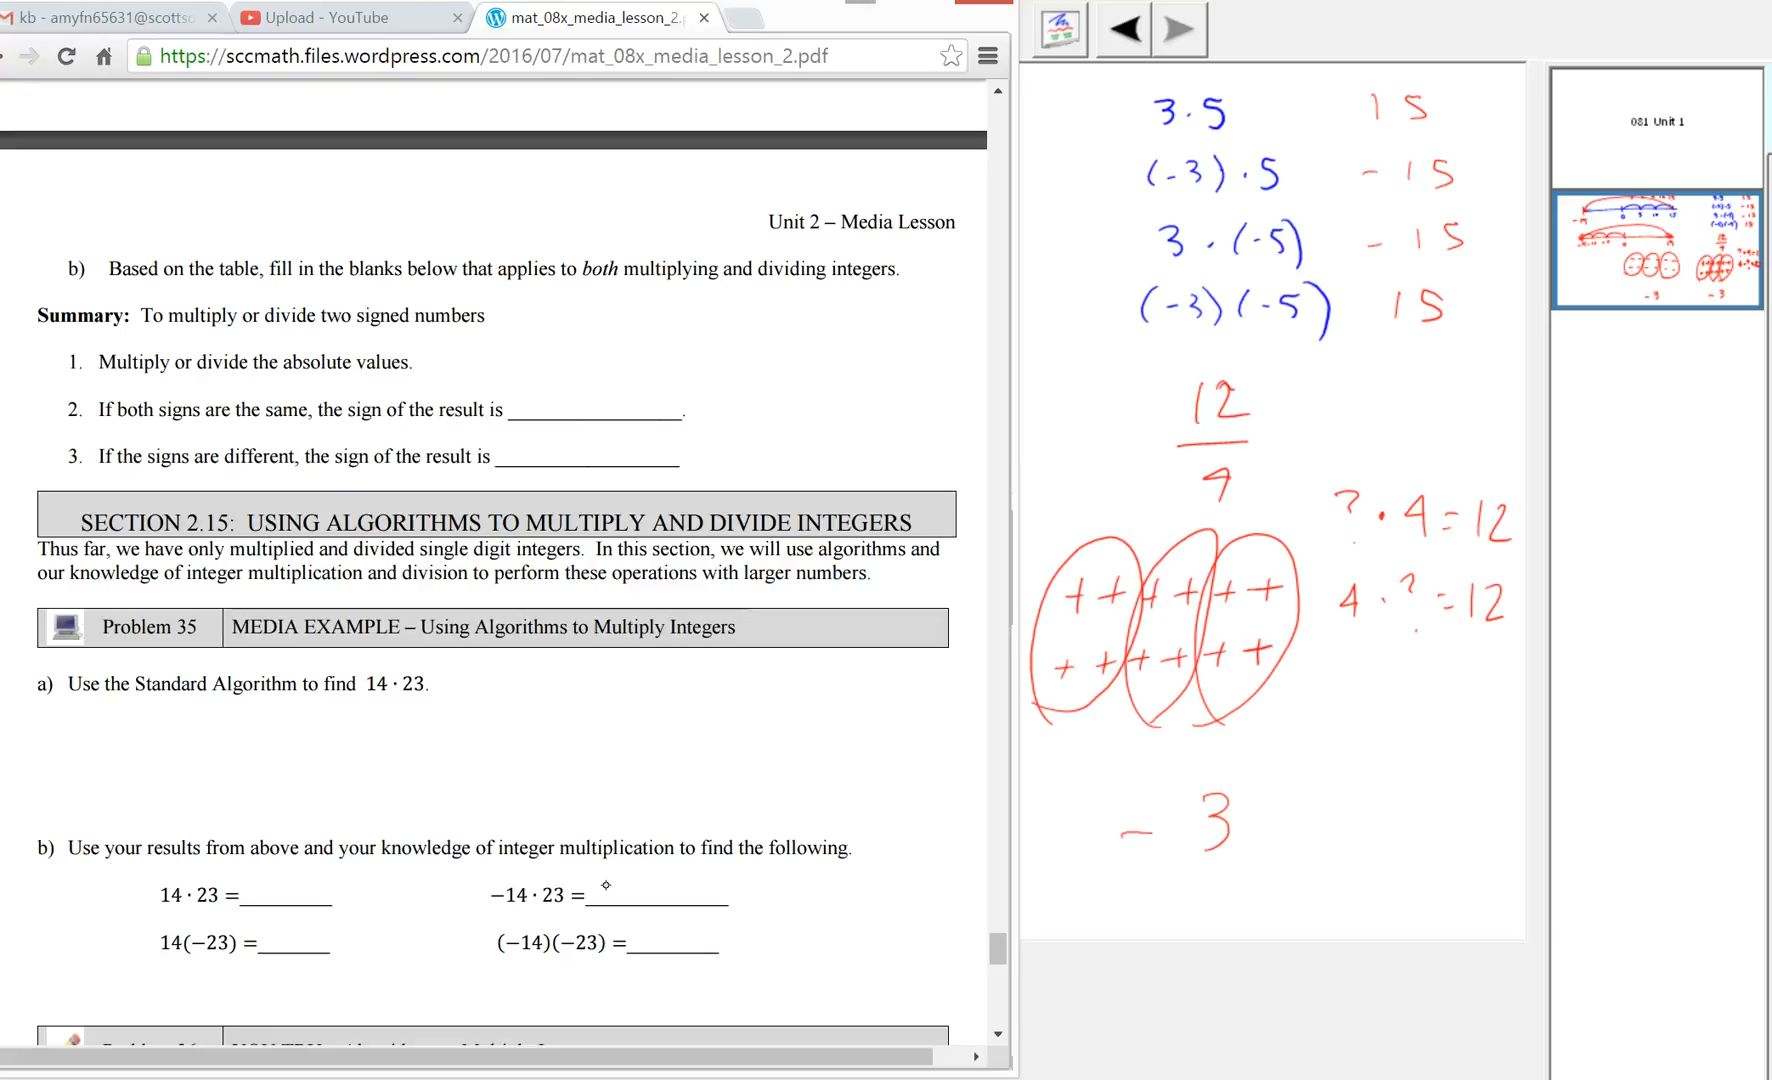 kb - amyfn65631@scotts
Upload - YouTube
mat_08x_media_lesson_2.p
https://sccmath.files.wordpress.com/2016/07/mat_08x_media_lesson_2.pdf
Unit 2 – Media Lesson
b) Based on the table, fill in the blanks below that applies to both multiplying and dividing integers.
Summary: To multiply or divide two signed numbers
1. Multiply or divide the absolute values.
2. If both signs are the same, the sign of the result is _________________.
3. If the signs are different, the sign of the result is __________________
SECTION 2.15: USING ALGORITHMS TO MULTIPLY AND DIVIDE INTEGERS
Thus far, we have only multiplied and divided single digit integers. In this section, we will use algorithms and
our knowledge of integer multiplication and division to perform these operations with larger numbers.
Problem 35 MEDIA EXAMPLE – Using Algorithms to Multiply Integers
a) Use the Standard Algorithm to find 14 · 23.
b) Use your results from above and your knowledge of integer multiplication to find the following.
14 · 23 =_________ −14 · 23 =______________
14(−23) =_______ (−14)(−23) =_________
3 · 5 15
(-3) · 5 -15
3 · (-5) -15
(-3)(-5) 15
12
4
? · 4 = 12
4 · ? = 12
+ + + + + +
+ + + + + +
- 3
081 Unit 1